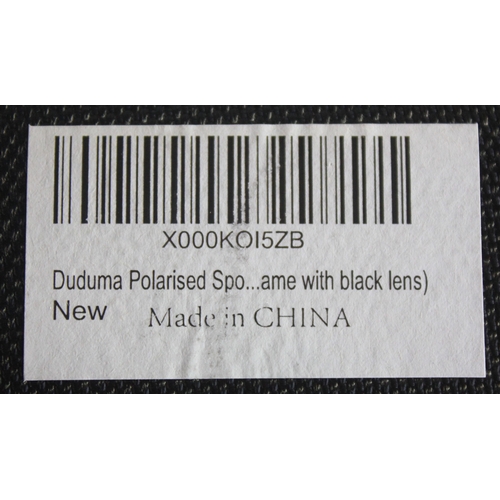 X000KOI5ZB
Duduma Polarised Spo...ame with black lens)
New Made in CHINA